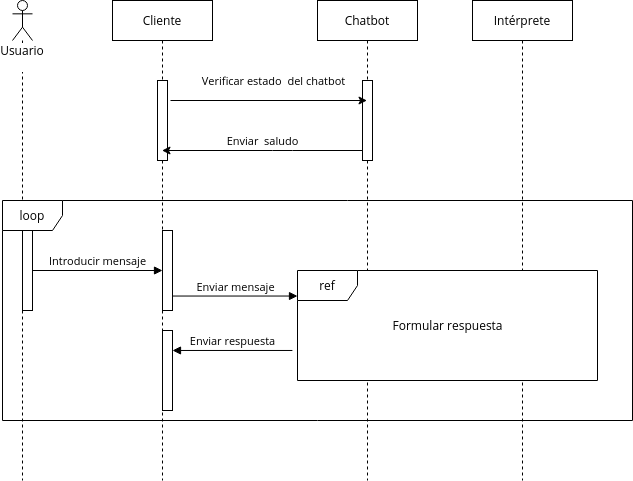 Usuario
Cliente
Chatbot
Intérprete
Verificar estado  del chatbot
Enviar  saludo
loop
Introducir mensaje
Enviar mensaje
ref
Formular respuesta
Enviar respuesta